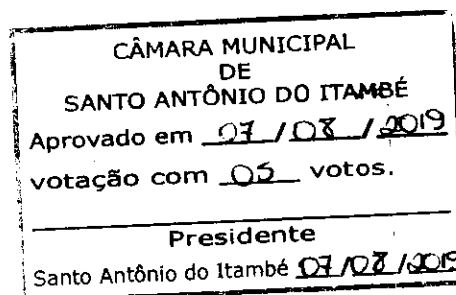 CÂMARA MUNICIPAL
DE
SANTO ANTÔNIO DO ITAMBÉ
Aprovado em 07 / 08 / 2019
votação com 05 votos.
Presidente
Santo Antônio do Itambé 07 / 08 / 2019